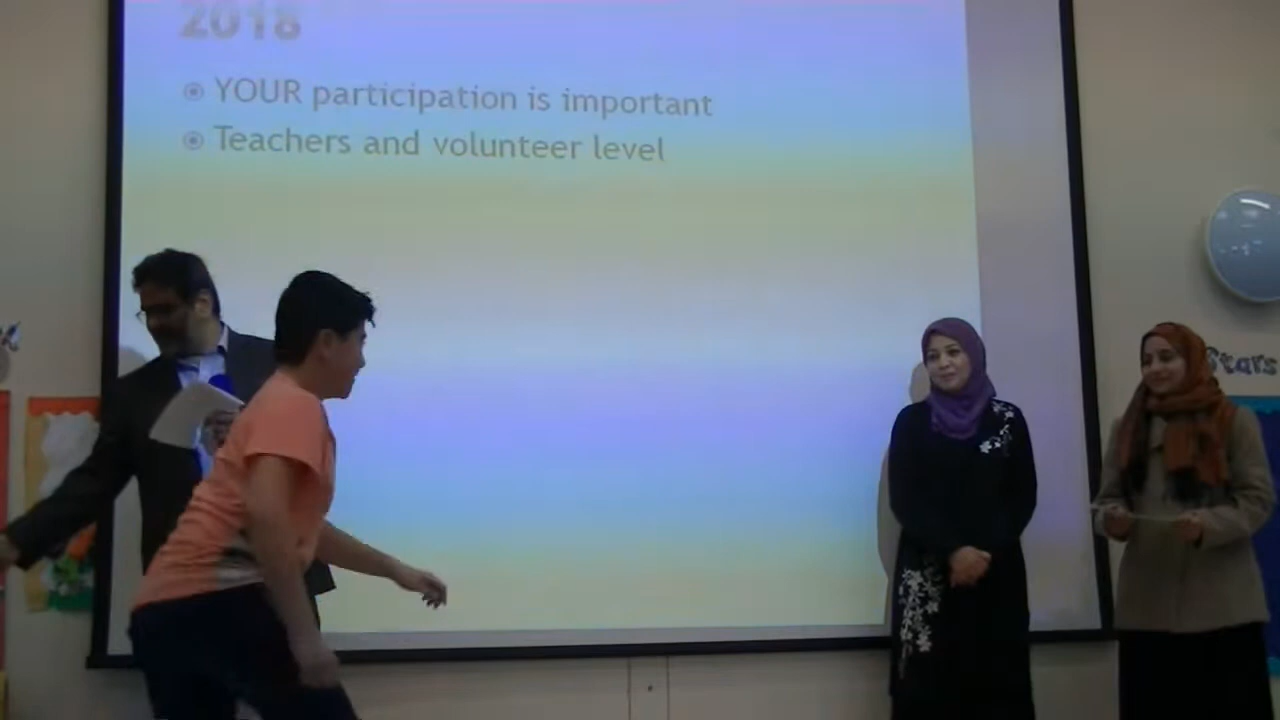 2018
YOUR participation is important
Teachers and volunteer level
Stars